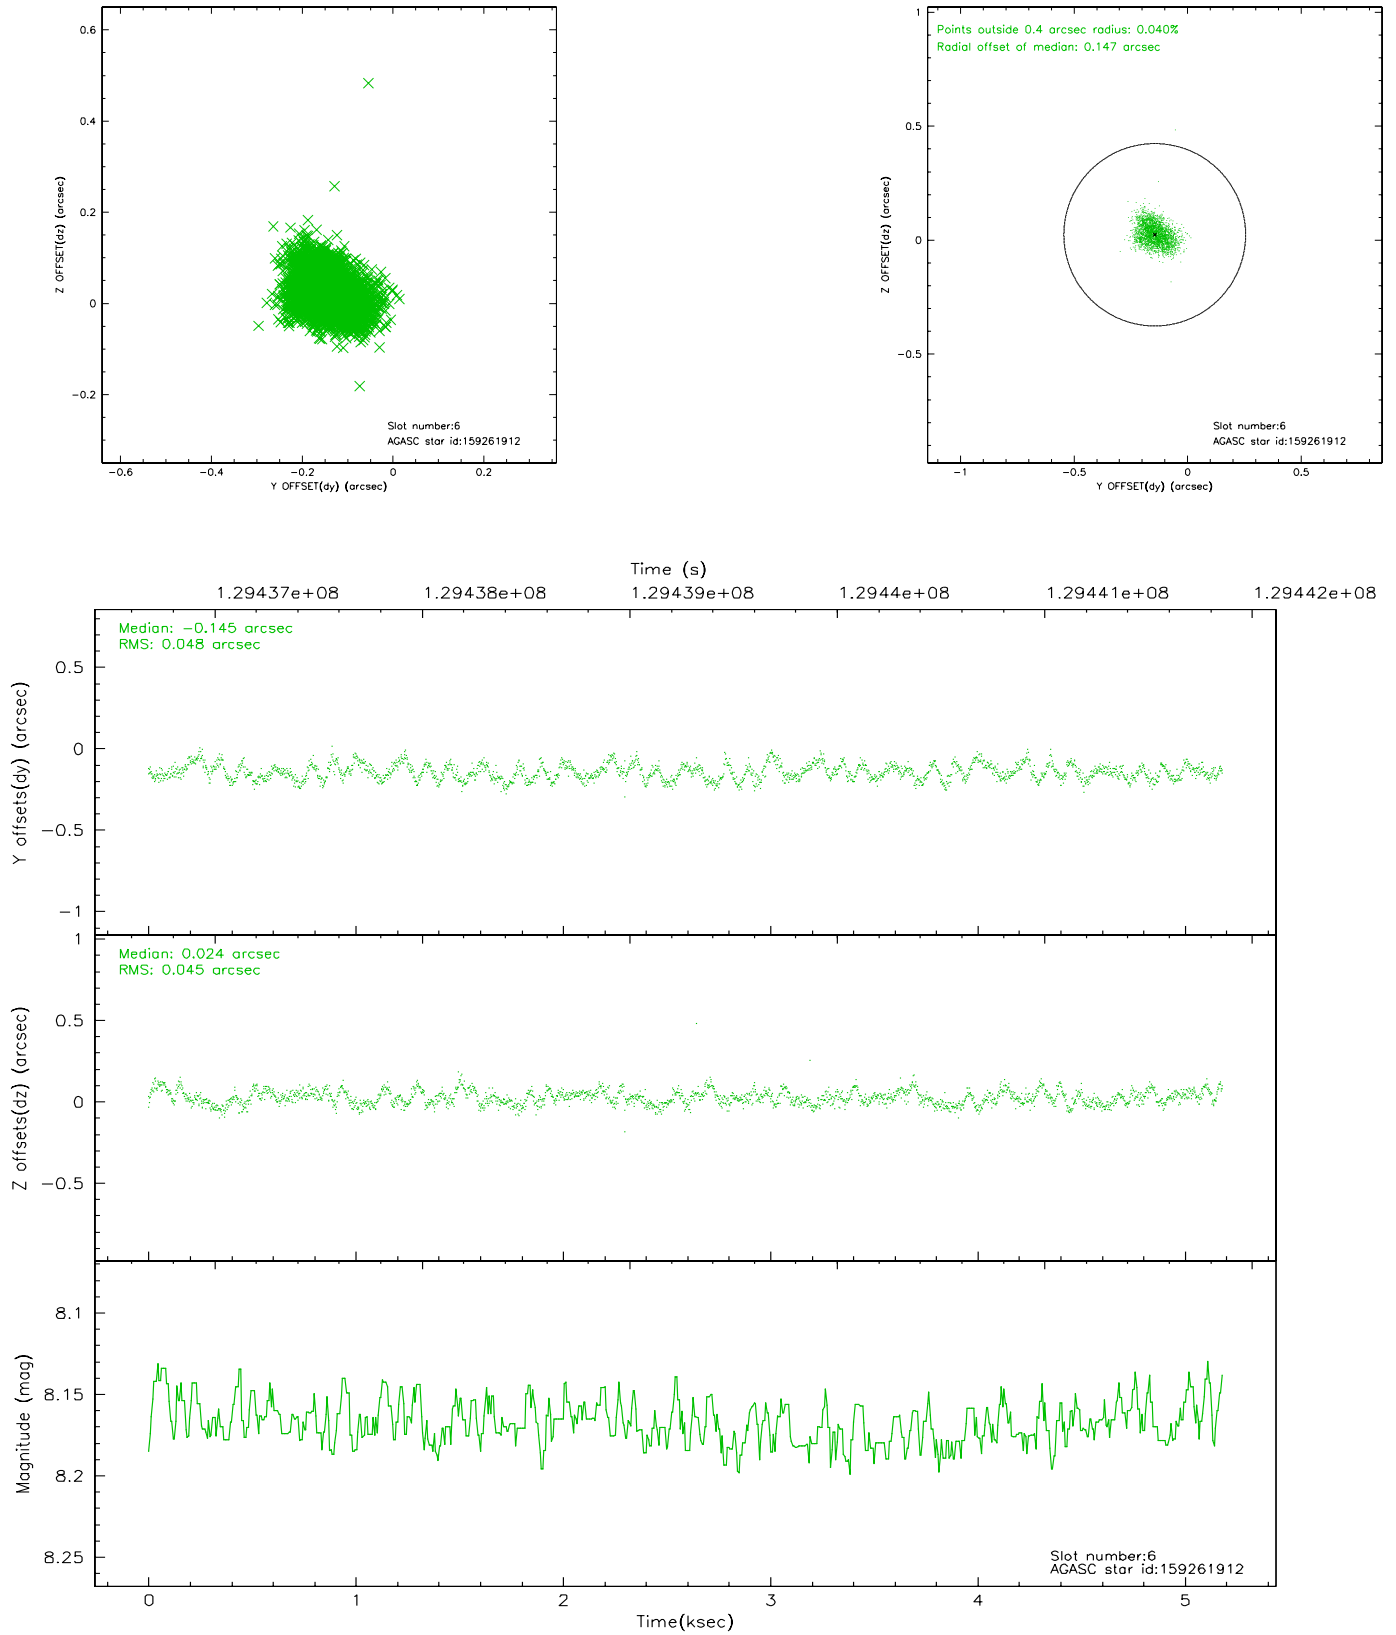 0.6
0.4
0.2
0
−0.2
Z OFFSET(dz) (arcsec)
Slot number:6
AGASC star id:159261912
−0.6 −0.4 −0.2 0 0.2
Y OFFSET(dy) (arcsec)
1
0.5
0
−0.5
Z OFFSET(dz) (arcsec)
Points outside 0.4 arcsec radius: 0.040%
Radial offset of median: 0.147 arcsec
Slot number:6
AGASC star id:159261912
−1 −0.5 0 0.5
Y OFFSET(dy) (arcsec)
Time (s)
1.29437e+08 1.29438e+08 1.29439e+08 1.2944e+08 1.29441e+08 1.29442e+08
Median: −0.145 arcsec
RMS: 0.048 arcsec
0.5
0
−0.5
−1
Y offsets(dy) (arcsec)
Median: 0.024 arcsec
RMS: 0.045 arcsec
1
0.5
0
−0.5
Z offsets(dz) (arcsec)
8.1
8.15
8.2
8.25
Magnitude (mag)
Slot number:6
AGASC star id:159261912
0 1 2 3 4 5
Time(ksec)